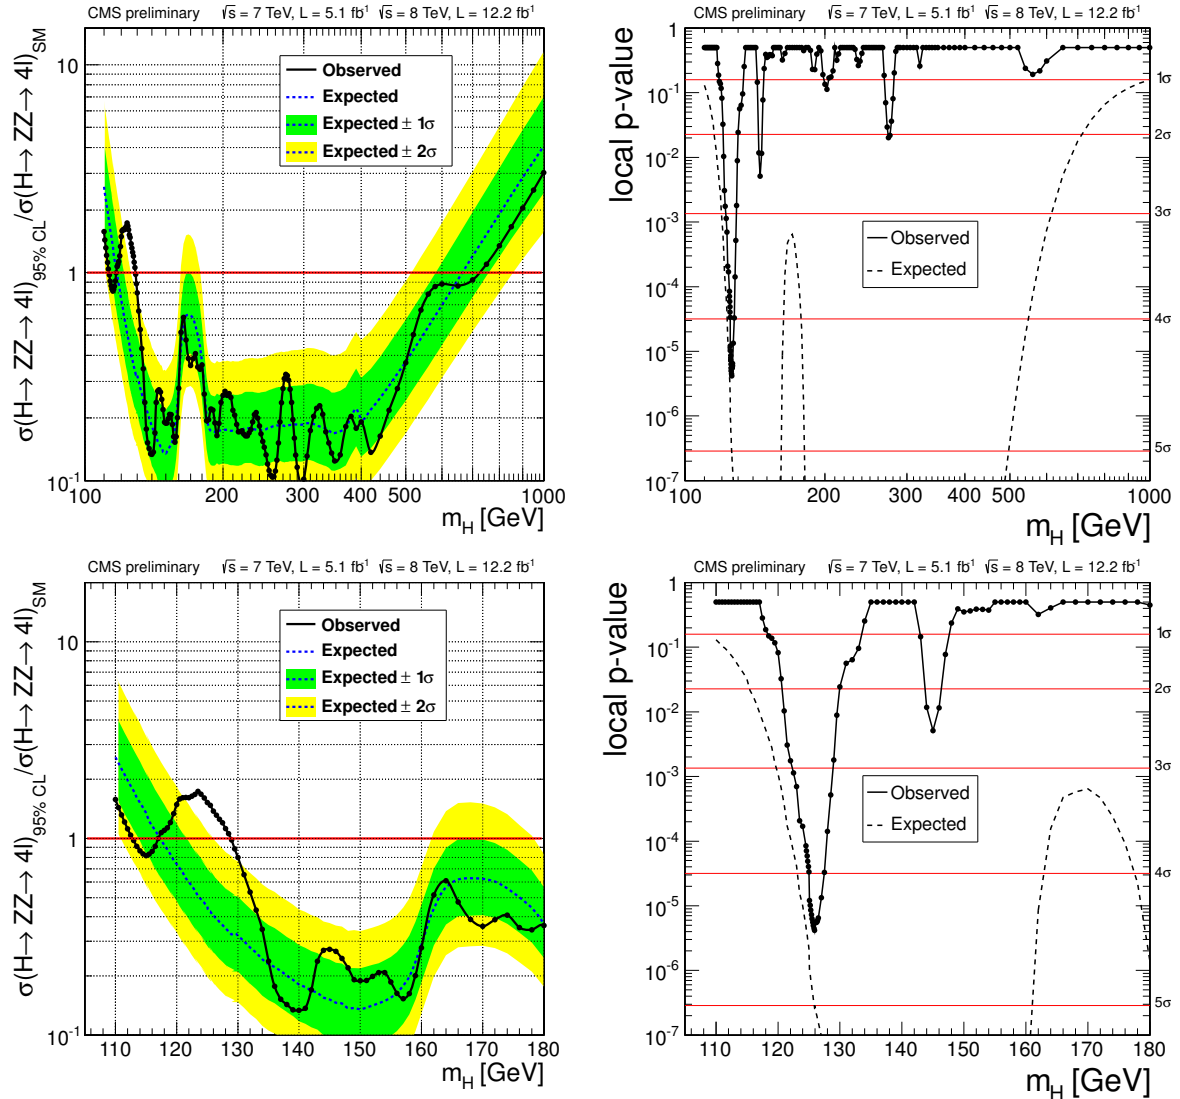 CMS preliminary √s = 7 TeV, L = 5.1 fb⁻¹ √s = 8 TeV, L = 12.2 fb⁻¹
σ(H→ ZZ → 4l)95% CL/σ(H→ ZZ → 4l)SM
10
1
10⁻¹
Observed
Expected
Expected ± 1σ
Expected ± 2σ
100 200 300 400 500 1000
mH [GeV]
CMS preliminary √s = 7 TeV, L = 5.1 fb⁻¹ √s = 8 TeV, L = 12.2 fb⁻¹
local p-value
1
10⁻¹
10⁻²
10⁻³
10⁻⁴
10⁻⁵
10⁻⁶
10⁻⁷
1σ
2σ
3σ
4σ
5σ
Observed
Expected
100 200 300 400 500 1000
mH [GeV]
CMS preliminary √s = 7 TeV, L = 5.1 fb⁻¹ √s = 8 TeV, L = 12.2 fb⁻¹
σ(H→ ZZ → 4l)95% CL/σ(H→ ZZ → 4l)SM
10
1
10⁻¹
Observed
Expected
Expected ± 1σ
Expected ± 2σ
110 120 130 140 150 160 170 180
mH [GeV]
CMS preliminary √s = 7 TeV, L = 5.1 fb⁻¹ √s = 8 TeV, L = 12.2 fb⁻¹
local p-value
1
10⁻¹
10⁻²
10⁻³
10⁻⁴
10⁻⁵
10⁻⁶
10⁻⁷
1σ
2σ
3σ
4σ
5σ
Observed
Expected
110 120 130 140 150 160 170 180
mH [GeV]